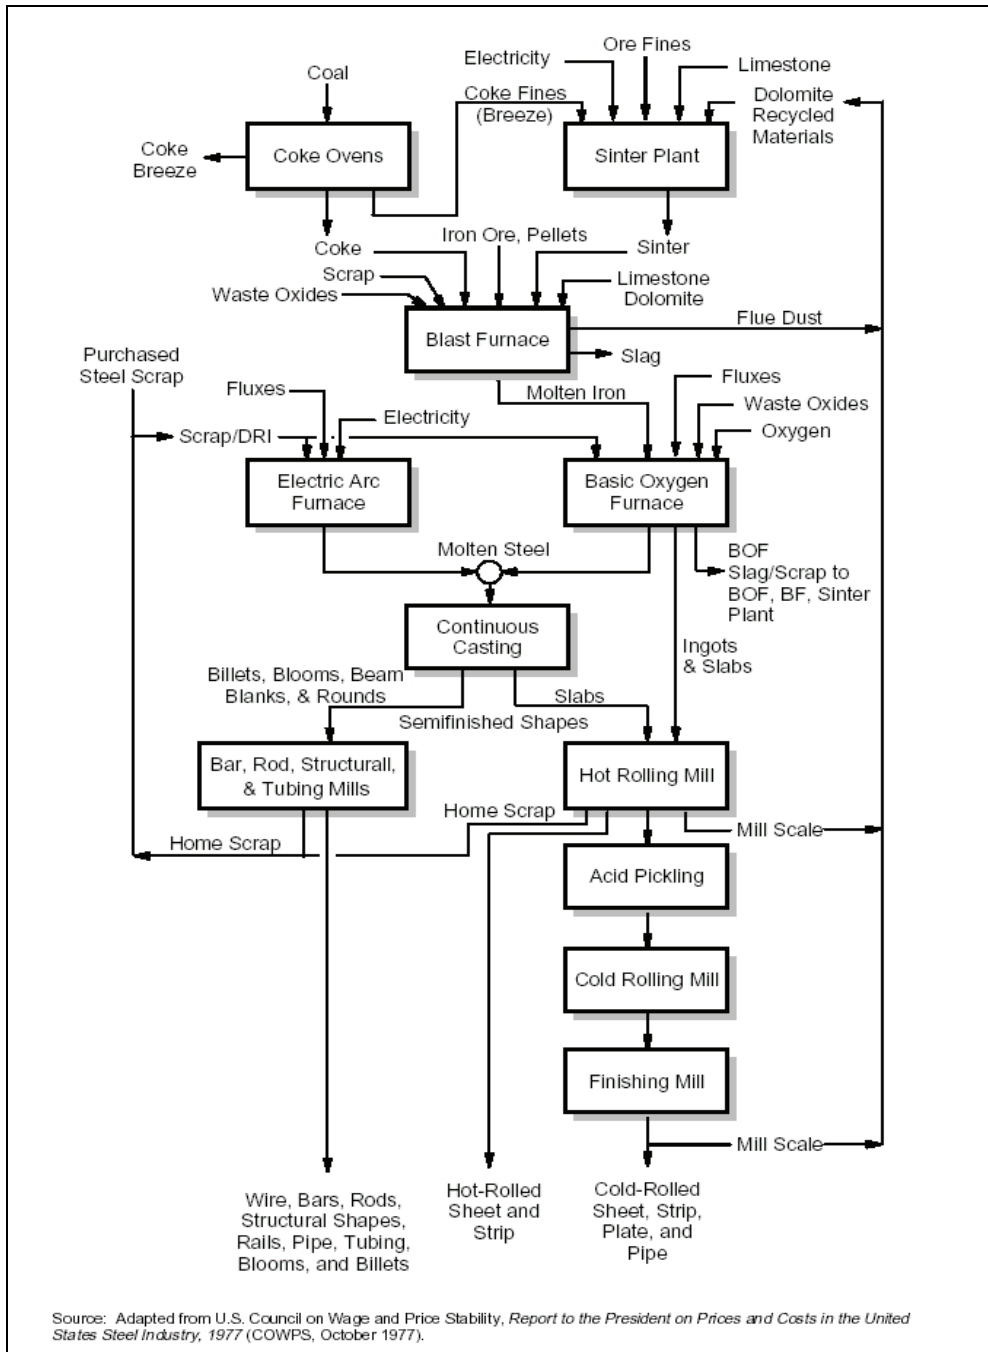 Coal
Electricity
Ore Fines
Limestone
Coke Fines
(Breeze)
Dolomite
Recycled
Materials
Coke
Breeze
Coke Ovens
Sinter Plant
Coke
Iron Ore, Pellets
Sinter
Scrap
Waste Oxides
Limestone
Dolomite
Blast Furnace
Flue Dust
Slag
Purchased
Steel Scrap
Fluxes
Molten Iron
Fluxes
Waste Oxides
Oxygen
Electricity
Scrap/DRI
Electric Arc
Furnace
Basic Oxygen
Furnace
Molten Steel
BOF
Slag/Scrap to
BOF, BF, Sinter
Plant
Continuous
Casting
Ingots
& Slabs
Billets, Blooms, Beam
Blanks, & Rounds
Slabs
Semifinished Shapes
Bar, Rod, Structurall,
& Tubing Mills
Hot Rolling Mill
Home Scrap
Mill Scale
Home Scrap
Acid Pickling
Cold Rolling Mill
Finishing Mill
Mill Scale
Wire, Bars, Rods,
Structural Shapes,
Rails, Pipe, Tubing,
Blooms, and Billets
Hot-Rolled
Sheet and
Strip
Cold-Rolled
Sheet, Strip,
Plate, and
Pipe
Source: Adapted from U.S. Council on Wage and Price Stability, Report to the President on Prices and Costs in the United
States Steel Industry, 1977 (COWPS, October 1977).